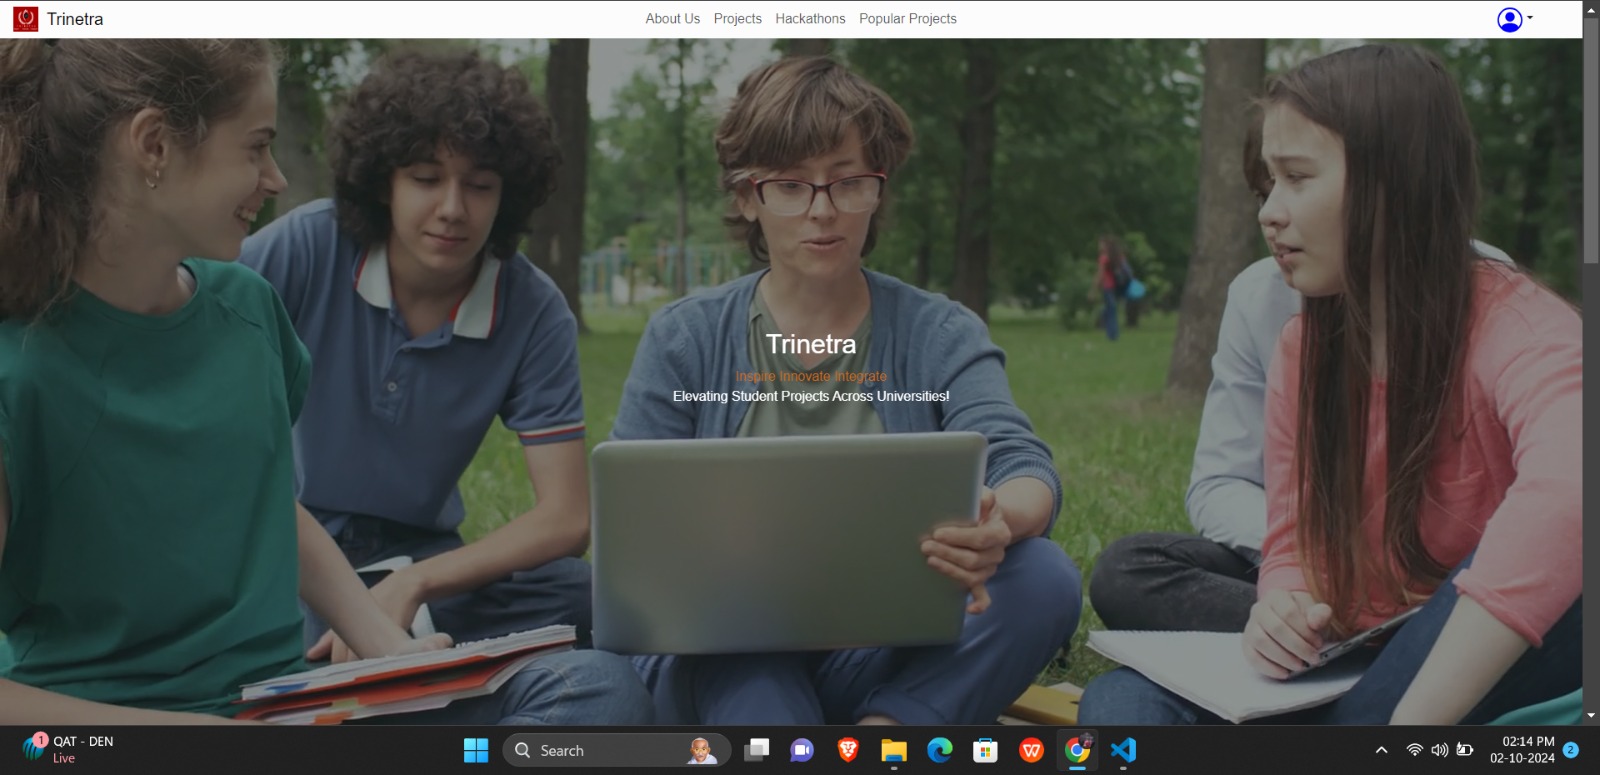 Trinetra
About Us Projects Hackathons Popular Projects
Trinetra
Inspire Innovate Integrate
Elevating Student Projects Across Universities!
1
QAT - DEN
Live
Search
W
02:14 PM
02-10-2024
2